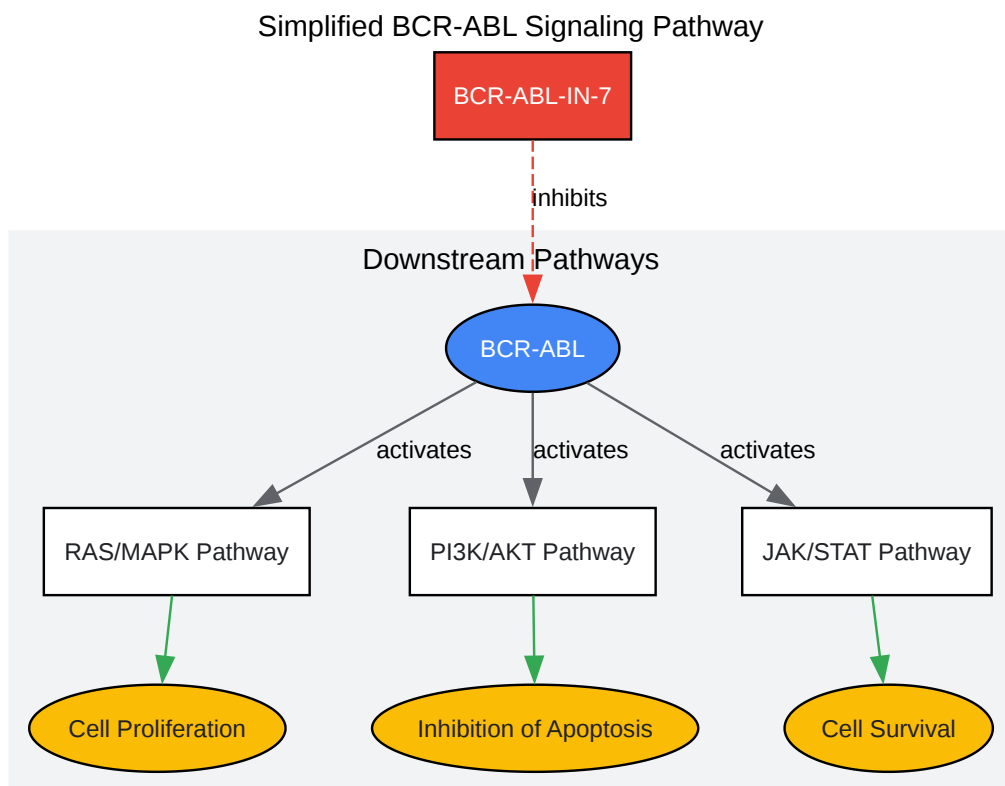 Simplified BCR-ABL Signaling Pathway
BCR-ABL-IN-7
inhibits
Downstream Pathways
BCR-ABL
activates
activates
activates
RAS/MAPK Pathway
PI3K/AKT Pathway
JAK/STAT Pathway
Cell Proliferation
Inhibition of Apoptosis
Cell Survival